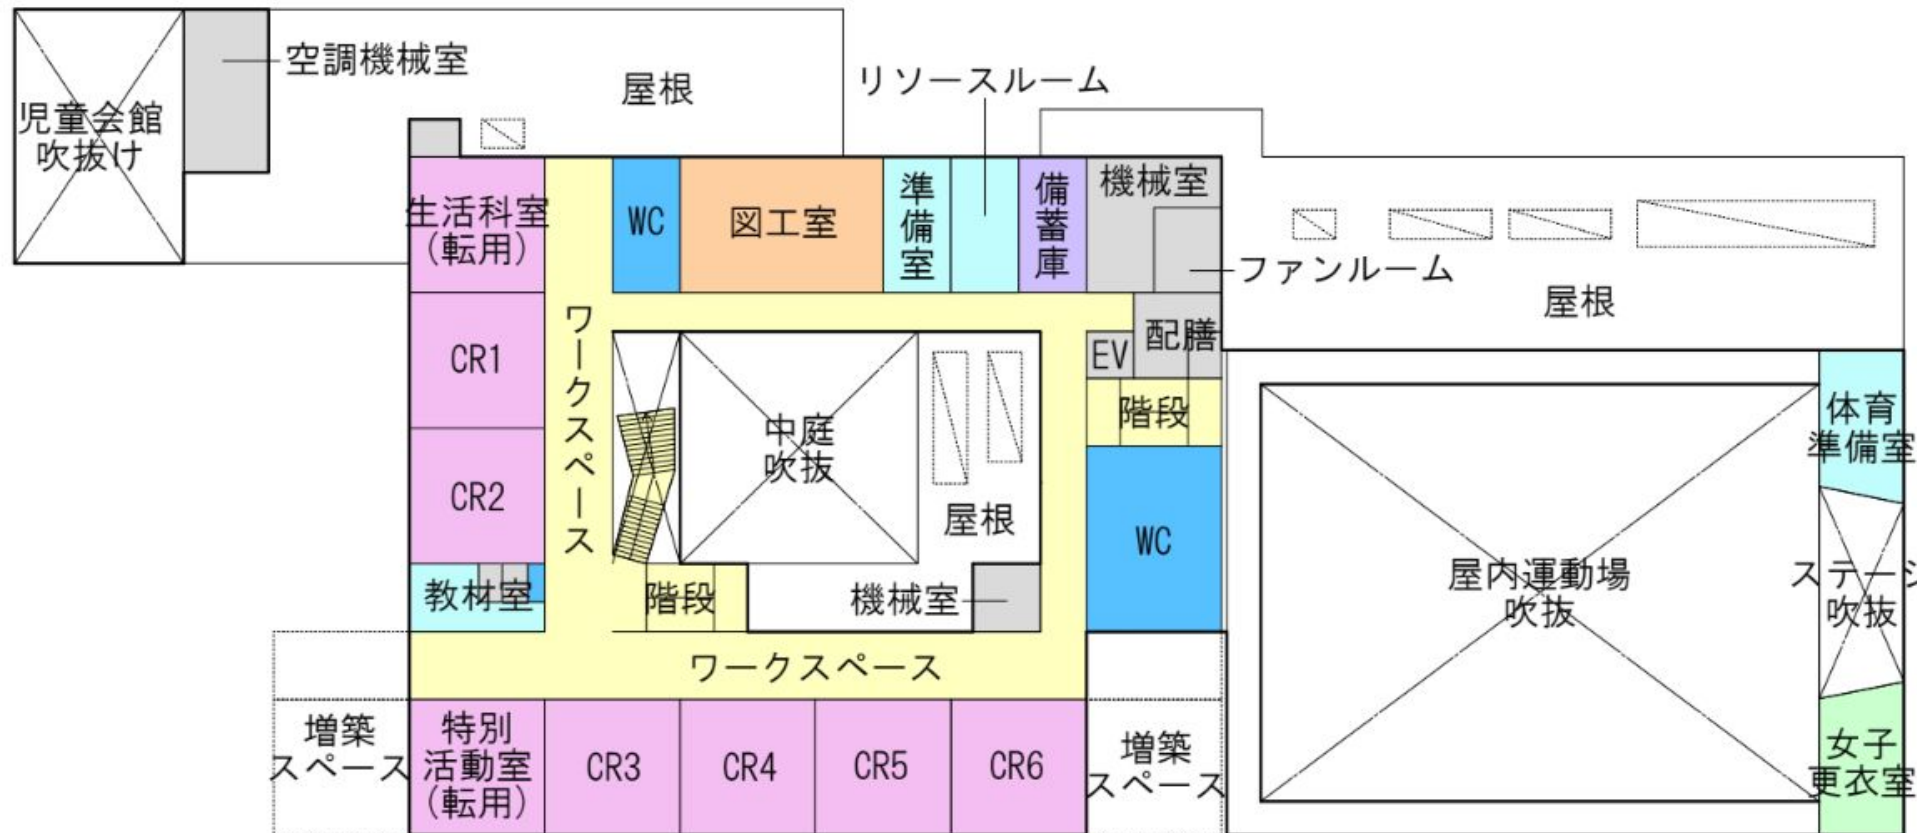 空調機械室
屋根
リソースルーム
児童会館
吹抜け
生活科室
(転用)
WC
図工室
準備室
備蓄庫
機械室
ファンルーム
屋根
ワークスペース
CR1
EV
配膳
階段
中庭
吹抜
体育
準備室
CR2
屋根
WC
屋内運動場
吹抜
ステージ
吹抜
教材室
階段
機械室
ワークスペース
増築
スペース
特別
活動室
(転用)
CR3
CR4
CR5
CR6
増築
スペース
女子
更衣室